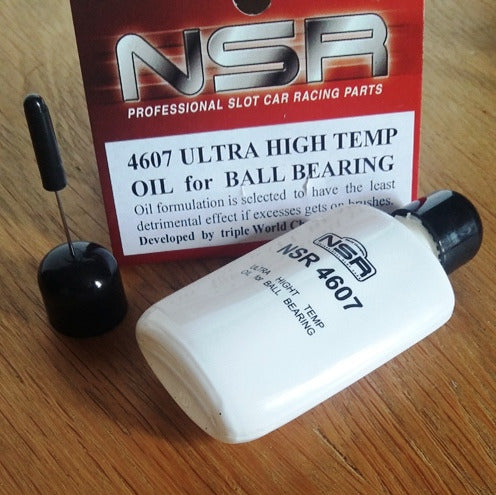 NSR
PROFESSIONAL SLOT CAR RACING PARTS
4607 ULTRA HIGH TEMP
OIL for BALL BEARING
Oil formulation is selected to have the least
detrimental effect if excesses gets on brushes.
Developed by triple World
NSR
NSR 4607
ULTRA HIGHT TEMP
OIL for BALL BEARING